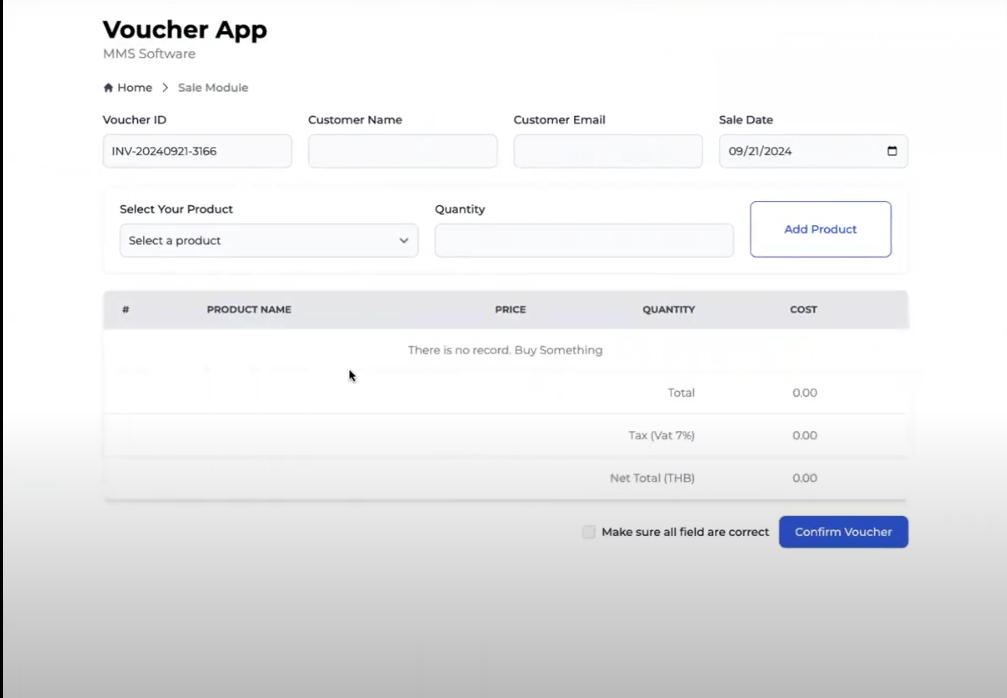 Voucher App
MMS Software
Home > Sale Module
Voucher ID Customer Name Customer Email Sale Date
INV-20240921-3166 09/21/2024
Select Your Product Quantity
Select a product Add Product
# PRODUCT NAME PRICE QUANTITY COST
There is no record. Buy Something
Total 0.00
Tax (Vat 7%) 0.00
Net Total (THB) 0.00
Make sure all field are correct Confirm Voucher